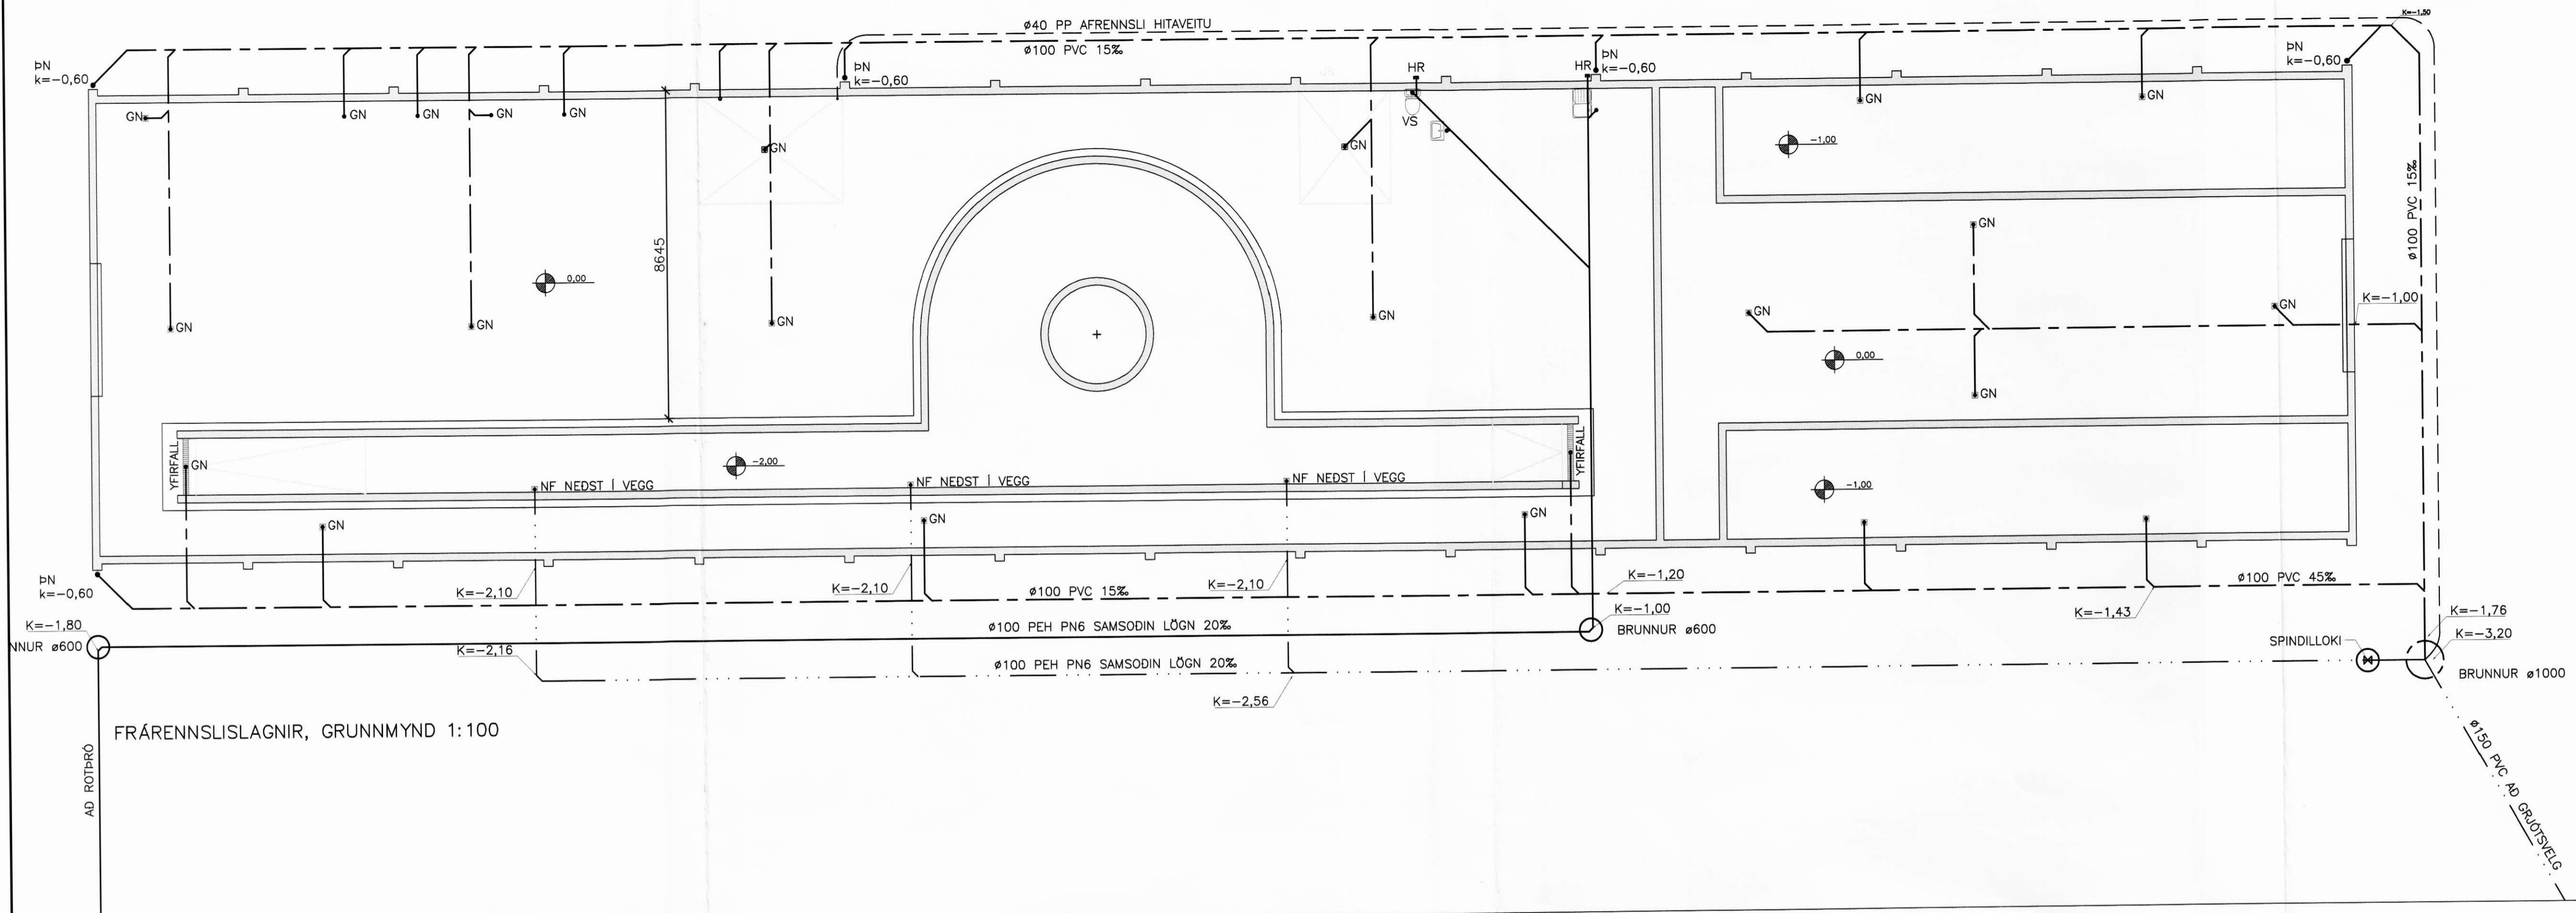 ø40 PP AFRENNSLI HITAVEITU
K=-1,50
ø100 PVC 15‰
ÞN
k=-0,60
ÞN
k=-0,60
HR
HR
ÞN
k=-0,60
ÞN
k=-0,60
GN
GN
GN
GN
GN
GN
GN
VS
GN
GN
-1,00
ø100 PVC 15‰
8645
0,00
GN
GN
GN
GN
GN
GN
GN
K=-1,00
0,00
GN
YFIRFALL
GN
-2,00
NF NEÐST Í VEGG
NF NEÐST Í VEGG
NF NEÐST Í VEGG
YFIRFALL
-1,00
GN
GN
GN
ÞN
k=-0,60
K=-2,10
K=-2,10
ø100 PVC 15‰
K=-2,10
K=-1,20
ø100 PVC 45‰
K=-1,80
NNUR ø600
K=-2,16
ø100 PEH PN6 SAMSOÐIN LÖGN 20‰
K=-1,00
BRUNNUR ø600
K=-1,43
K=-1,76
K=-3,20
SPINDILLOKI
BRUNNUR ø1000
ø100 PEH PN6 SAMSOÐIN LÖGN 20‰
K=-2,56
FRÁRENNSLISLAGNIR, GRUNNMYND 1:100
AÐ ROTÞRÓ
ø150 PVC AÐ GRJÓTSVELG